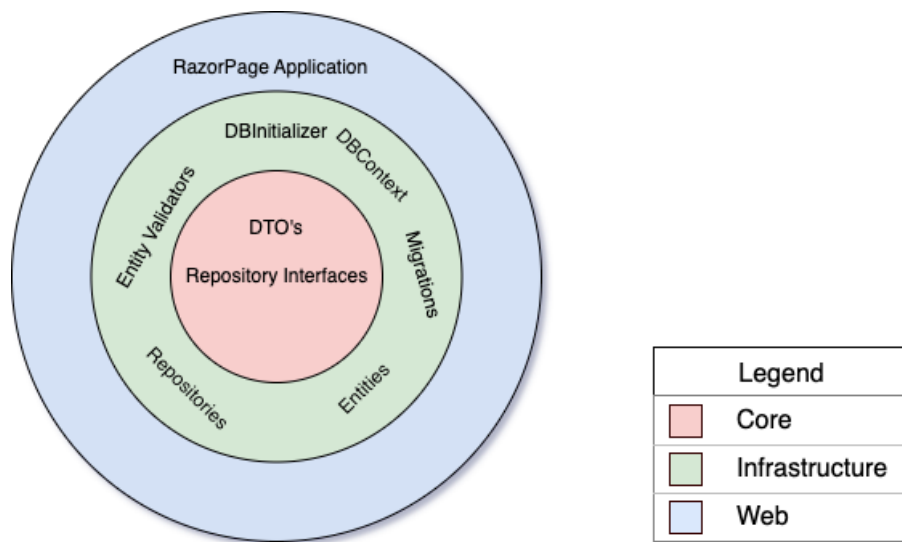 RazorPage Application
DBInitializer
DBContext
Entity Validators
DTO's
Repository Interfaces
Migrations
Repositories
Entities
Legend
Core
Infrastructure
Web